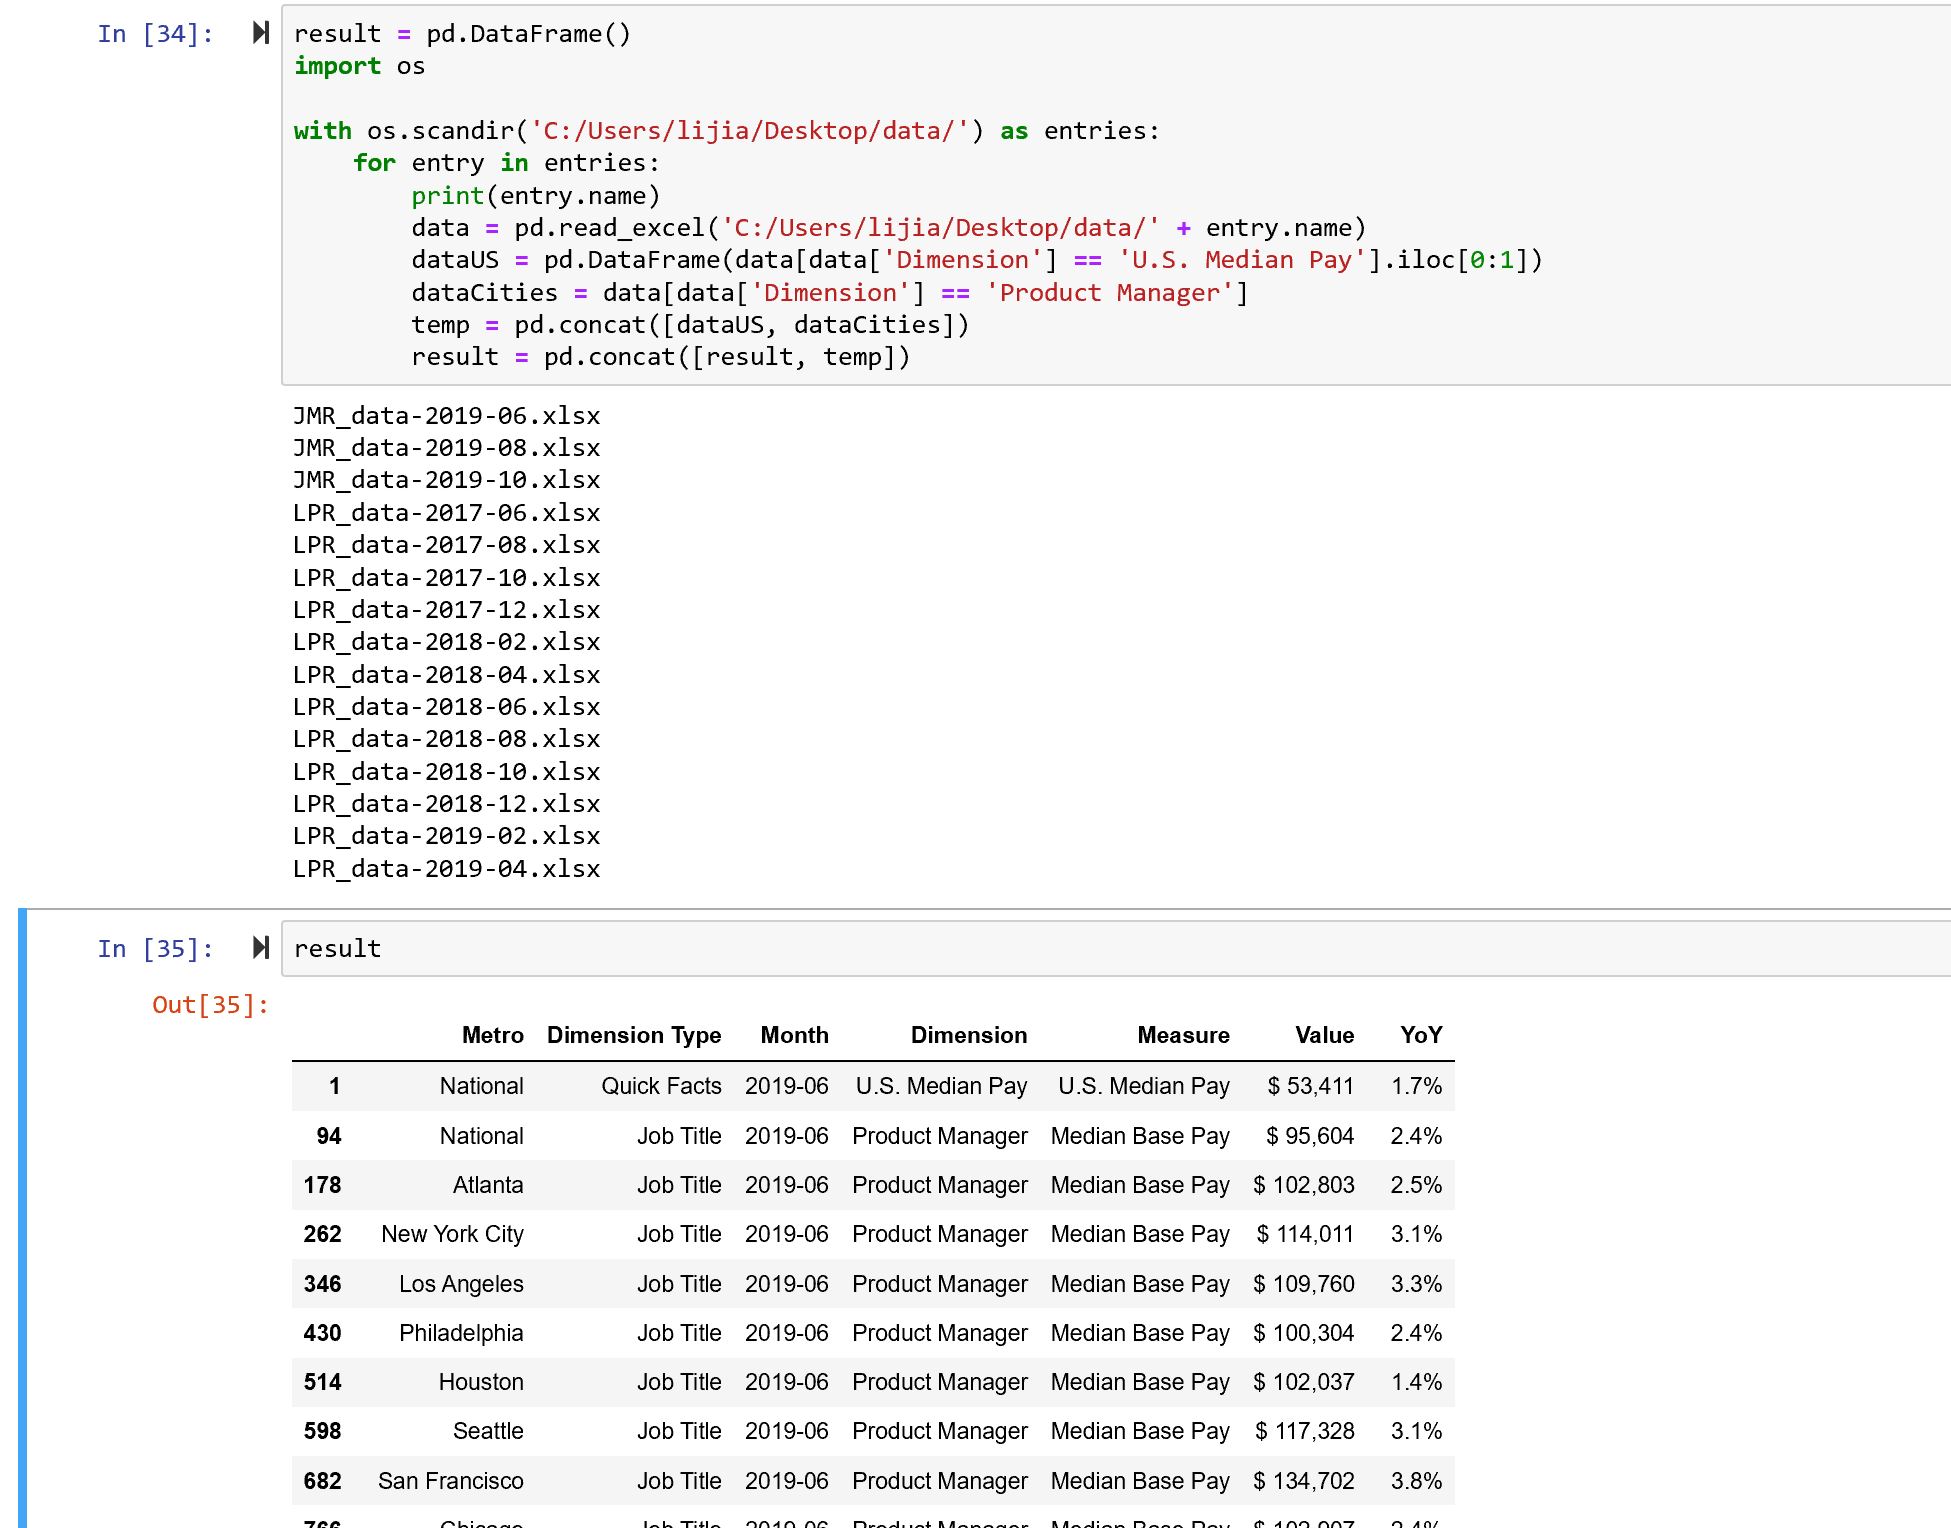 In [34]:
result = pd.DataFrame()
import os
with os.scandir('C:/Users/lijia/Desktop/data/') as entries:
    for entry in entries:
        print(entry.name)
        data = pd.read_excel('C:/Users/lijia/Desktop/data/' + entry.name)
        dataUS = pd.DataFrame(data[data['Dimension'] == 'U.S. Median Pay'].iloc[0:1])
        dataCities = data[data['Dimension'] == 'Product Manager']
        temp = pd.concat([dataUS, dataCities])
        result = pd.concat([result, temp])
JMR_data-2019-06.xlsx
JMR_data-2019-08.xlsx
JMR_data-2019-10.xlsx
LPR_data-2017-06.xlsx
LPR_data-2017-08.xlsx
LPR_data-2017-10.xlsx
LPR_data-2017-12.xlsx
LPR_data-2018-02.xlsx
LPR_data-2018-04.xlsx
LPR_data-2018-06.xlsx
LPR_data-2018-08.xlsx
LPR_data-2018-10.xlsx
LPR_data-2018-12.xlsx
LPR_data-2019-02.xlsx
LPR_data-2019-04.xlsx
In [35]:
result
Out[35]:
Metro Dimension Type Month Dimension Measure Value YoY
1 National Quick Facts 2019-06 U.S. Median Pay U.S. Median Pay $ 53,411 1.7%
94 National Job Title 2019-06 Product Manager Median Base Pay $ 95,604 2.4%
178 Atlanta Job Title 2019-06 Product Manager Median Base Pay $ 102,803 2.5%
262 New York City Job Title 2019-06 Product Manager Median Base Pay $ 114,011 3.1%
346 Los Angeles Job Title 2019-06 Product Manager Median Base Pay $ 109,760 3.3%
430 Philadelphia Job Title 2019-06 Product Manager Median Base Pay $ 100,304 2.4%
514 Houston Job Title 2019-06 Product Manager Median Base Pay $ 102,037 1.4%
598 Seattle Job Title 2019-06 Product Manager Median Base Pay $ 117,328 3.1%
682 San Francisco Job Title 2019-06 Product Manager Median Base Pay $ 134,702 3.8%
Chicago Job Title 2019-06 Product Manager Median Base Pay